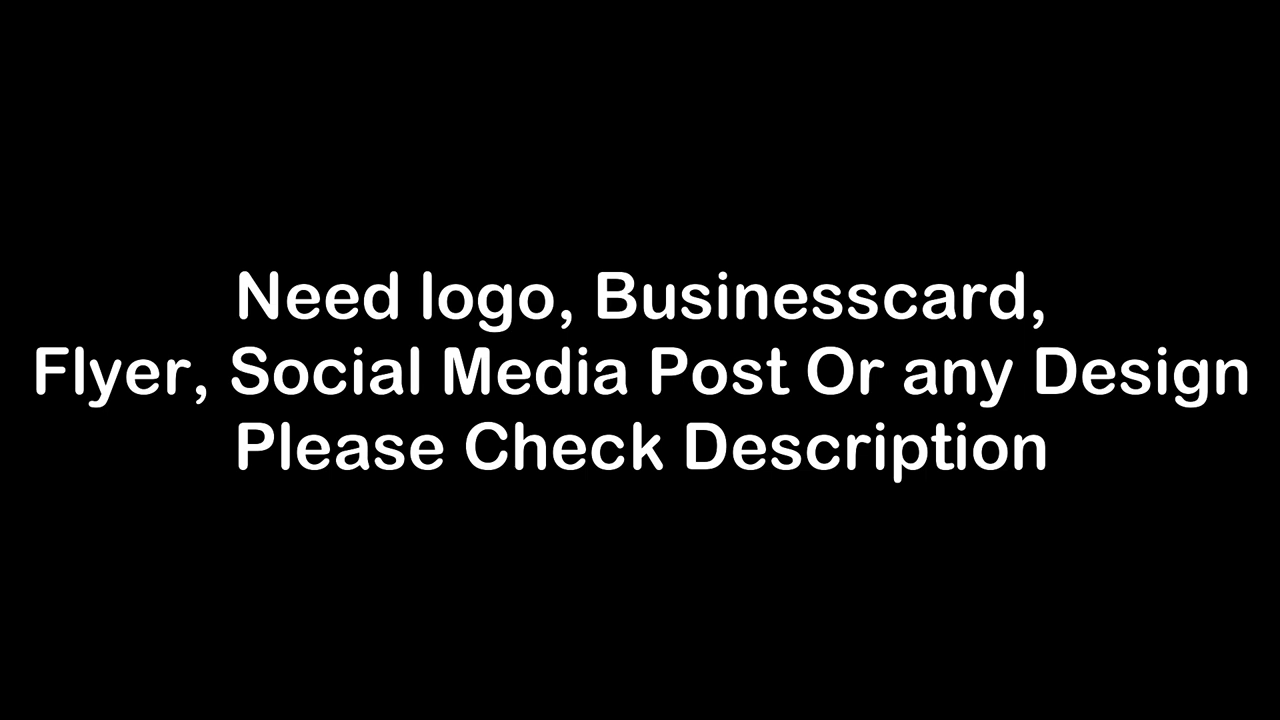 Need logo, Businesscard,
Flyer, Social Media Post Or any Design
Please Check Description